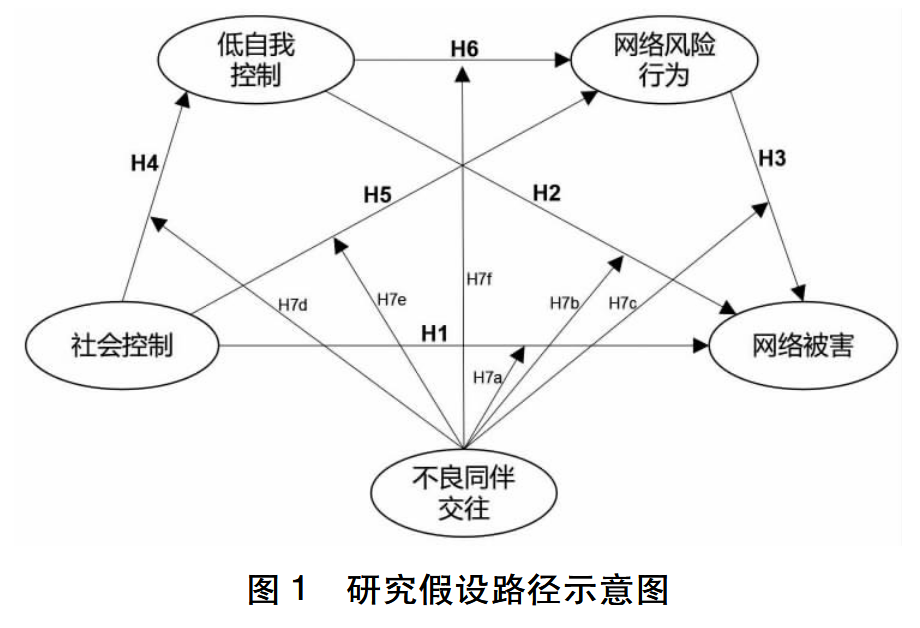 低自我
控制
H6
网络风险
行为
H4
H5
H2
H3
H7d
H7e
H7f
H7b
H7c
社会控制
H1
网络被害
H7a
不良同伴
交往
图 1 研究假设路径示意图